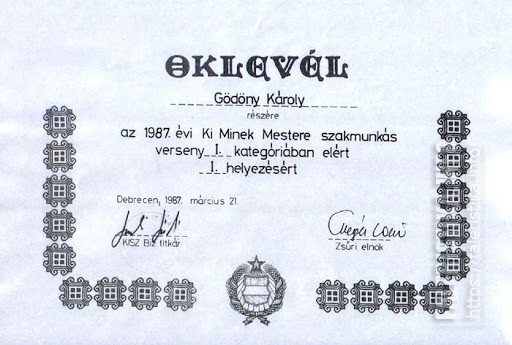 OKLEVÉL
Gödöny Károly
részére
az 1987. évi Ki Minek Mestere szakmunkás
verseny I. kategóriában elért
I. helyezésért
Debrecen, 1987. március 21.
KISZ Biz. titkár
Zsűri elnök